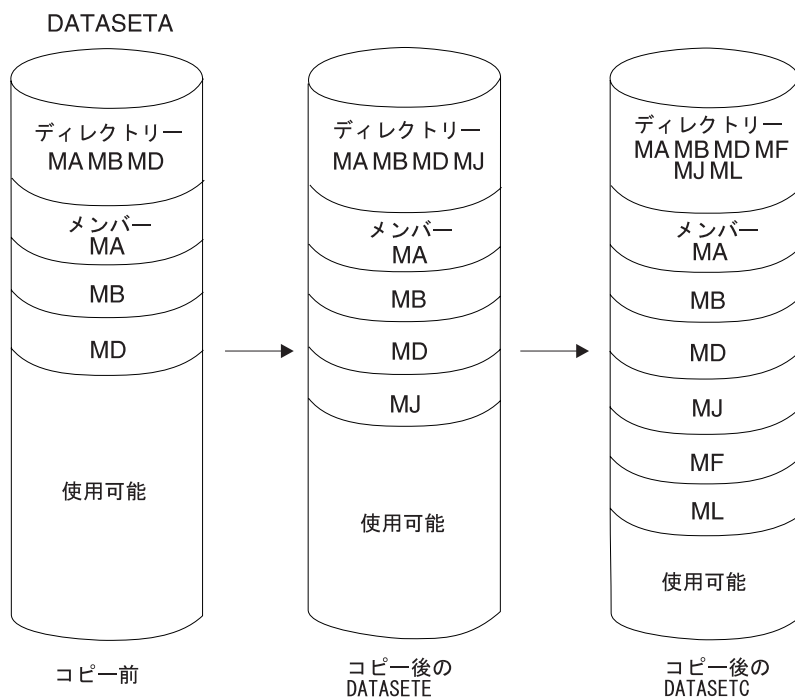 DATASETA
ディレクトリー
MA MB MD
メンバー
MA
MB
MD
使用可能
コピー前
ディレクトリー
MA MB MD MJ
メンバー
MA
MB
MD
MJ
使用可能
コピー後の
DATASETE
ディレクトリー
MA MB MD MF
MJ ML
メンバー
MA
MB
MD
MJ
MF
ML
使用可能
コピー後の
DATASETC